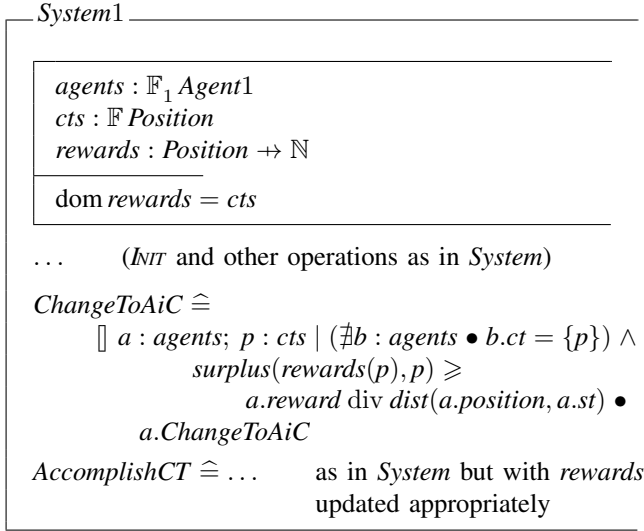 System1
agents : 𝔽₁ Agent1
cts : 𝔽 Position
rewards : Position ⇸ ℕ
dom rewards = cts
... (INIT and other operations as in System)
ChangeToAiC ≙
[] a : agents; p : cts | (∄b : agents • b.ct = {p}) ∧
surplus(rewards(p), p) ⩾
a.reward div dist(a.position, a.st) •
a.ChangeToAiC
AccomplishCT ≙ ... as in System but with rewards
updated appropriately